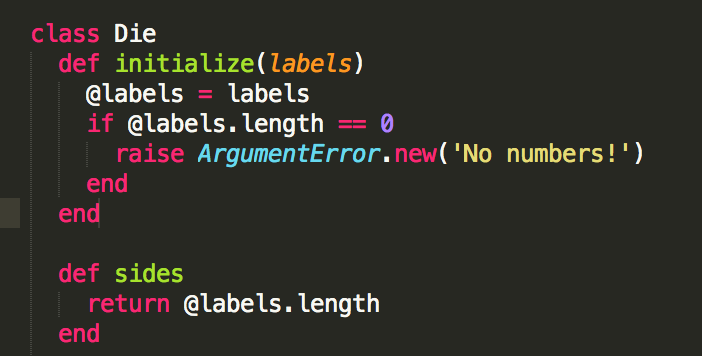 class Die
  def initialize(labels)
    @labels = labels
    if @labels.length == 0
      raise ArgumentError.new('No numbers!')
    end
  end

  def sides
    return @labels.length
  end